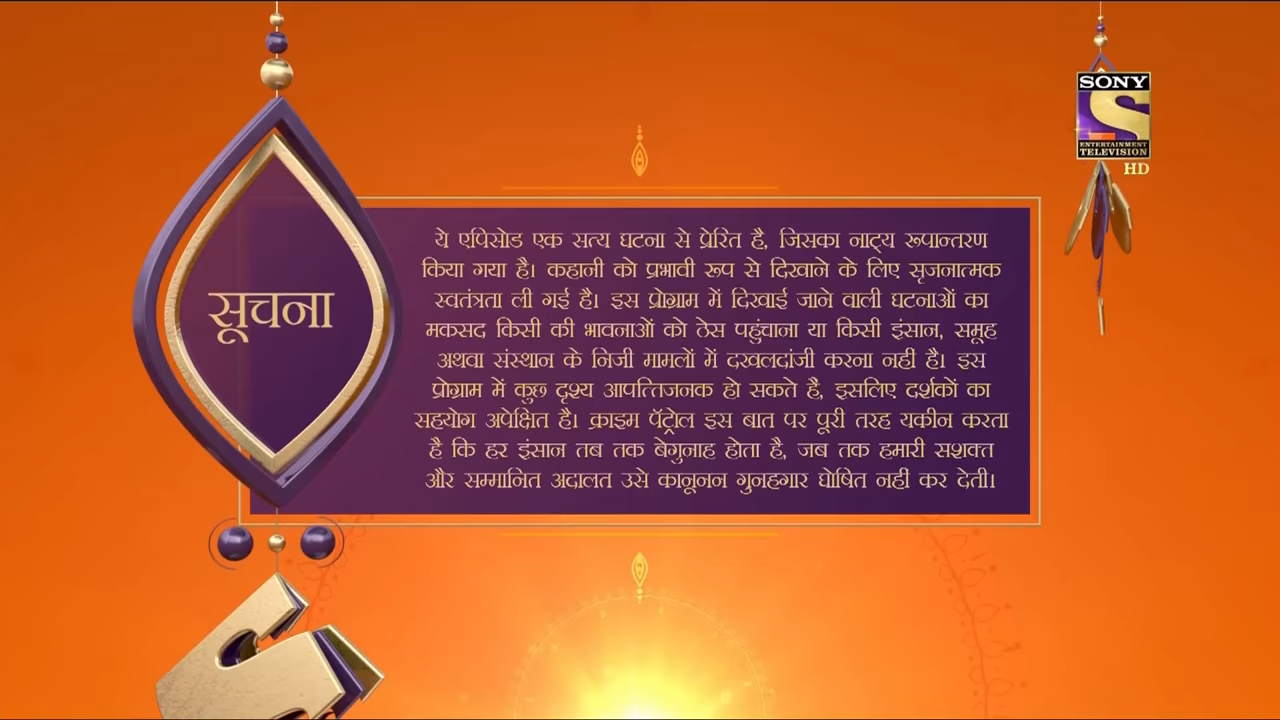 सूचना
ये एपिसोड एक सत्य घटना से प्रेरित है, जिसका नाट्य रूपान्तरण
किया गया है। कहानी को प्रभावी रूप से दिखाने के लिए सृजनात्मक
स्वतंत्रता ली गई है। इस प्रोग्राम में दिखाई जाने वाली घटनाओं का
मकसद किसी की भावनाओं को ठेस पहुंचाना या किसी इंसान, समूह
अथवा संस्थान के निजी मामलों में दखलदांजी करना नहीं है। इस
प्रोग्राम में कुछ दृश्य आपत्तिजनक हो सकते हैं, इसलिए दर्शकों का
सहयोग अपेक्षित है। क्राइम पॅट्रोल इस बात पर पूरी तरह यकीन करता
है कि हर इंसान तब तक बेगुनाह होता है, जब तक हमारी सशक्त
और सम्मानित अदालत उसे कानूनन गुनहगार घोषित नहीं कर देती।
SONY
ENTERTAINMENT
TELEVISION
HD